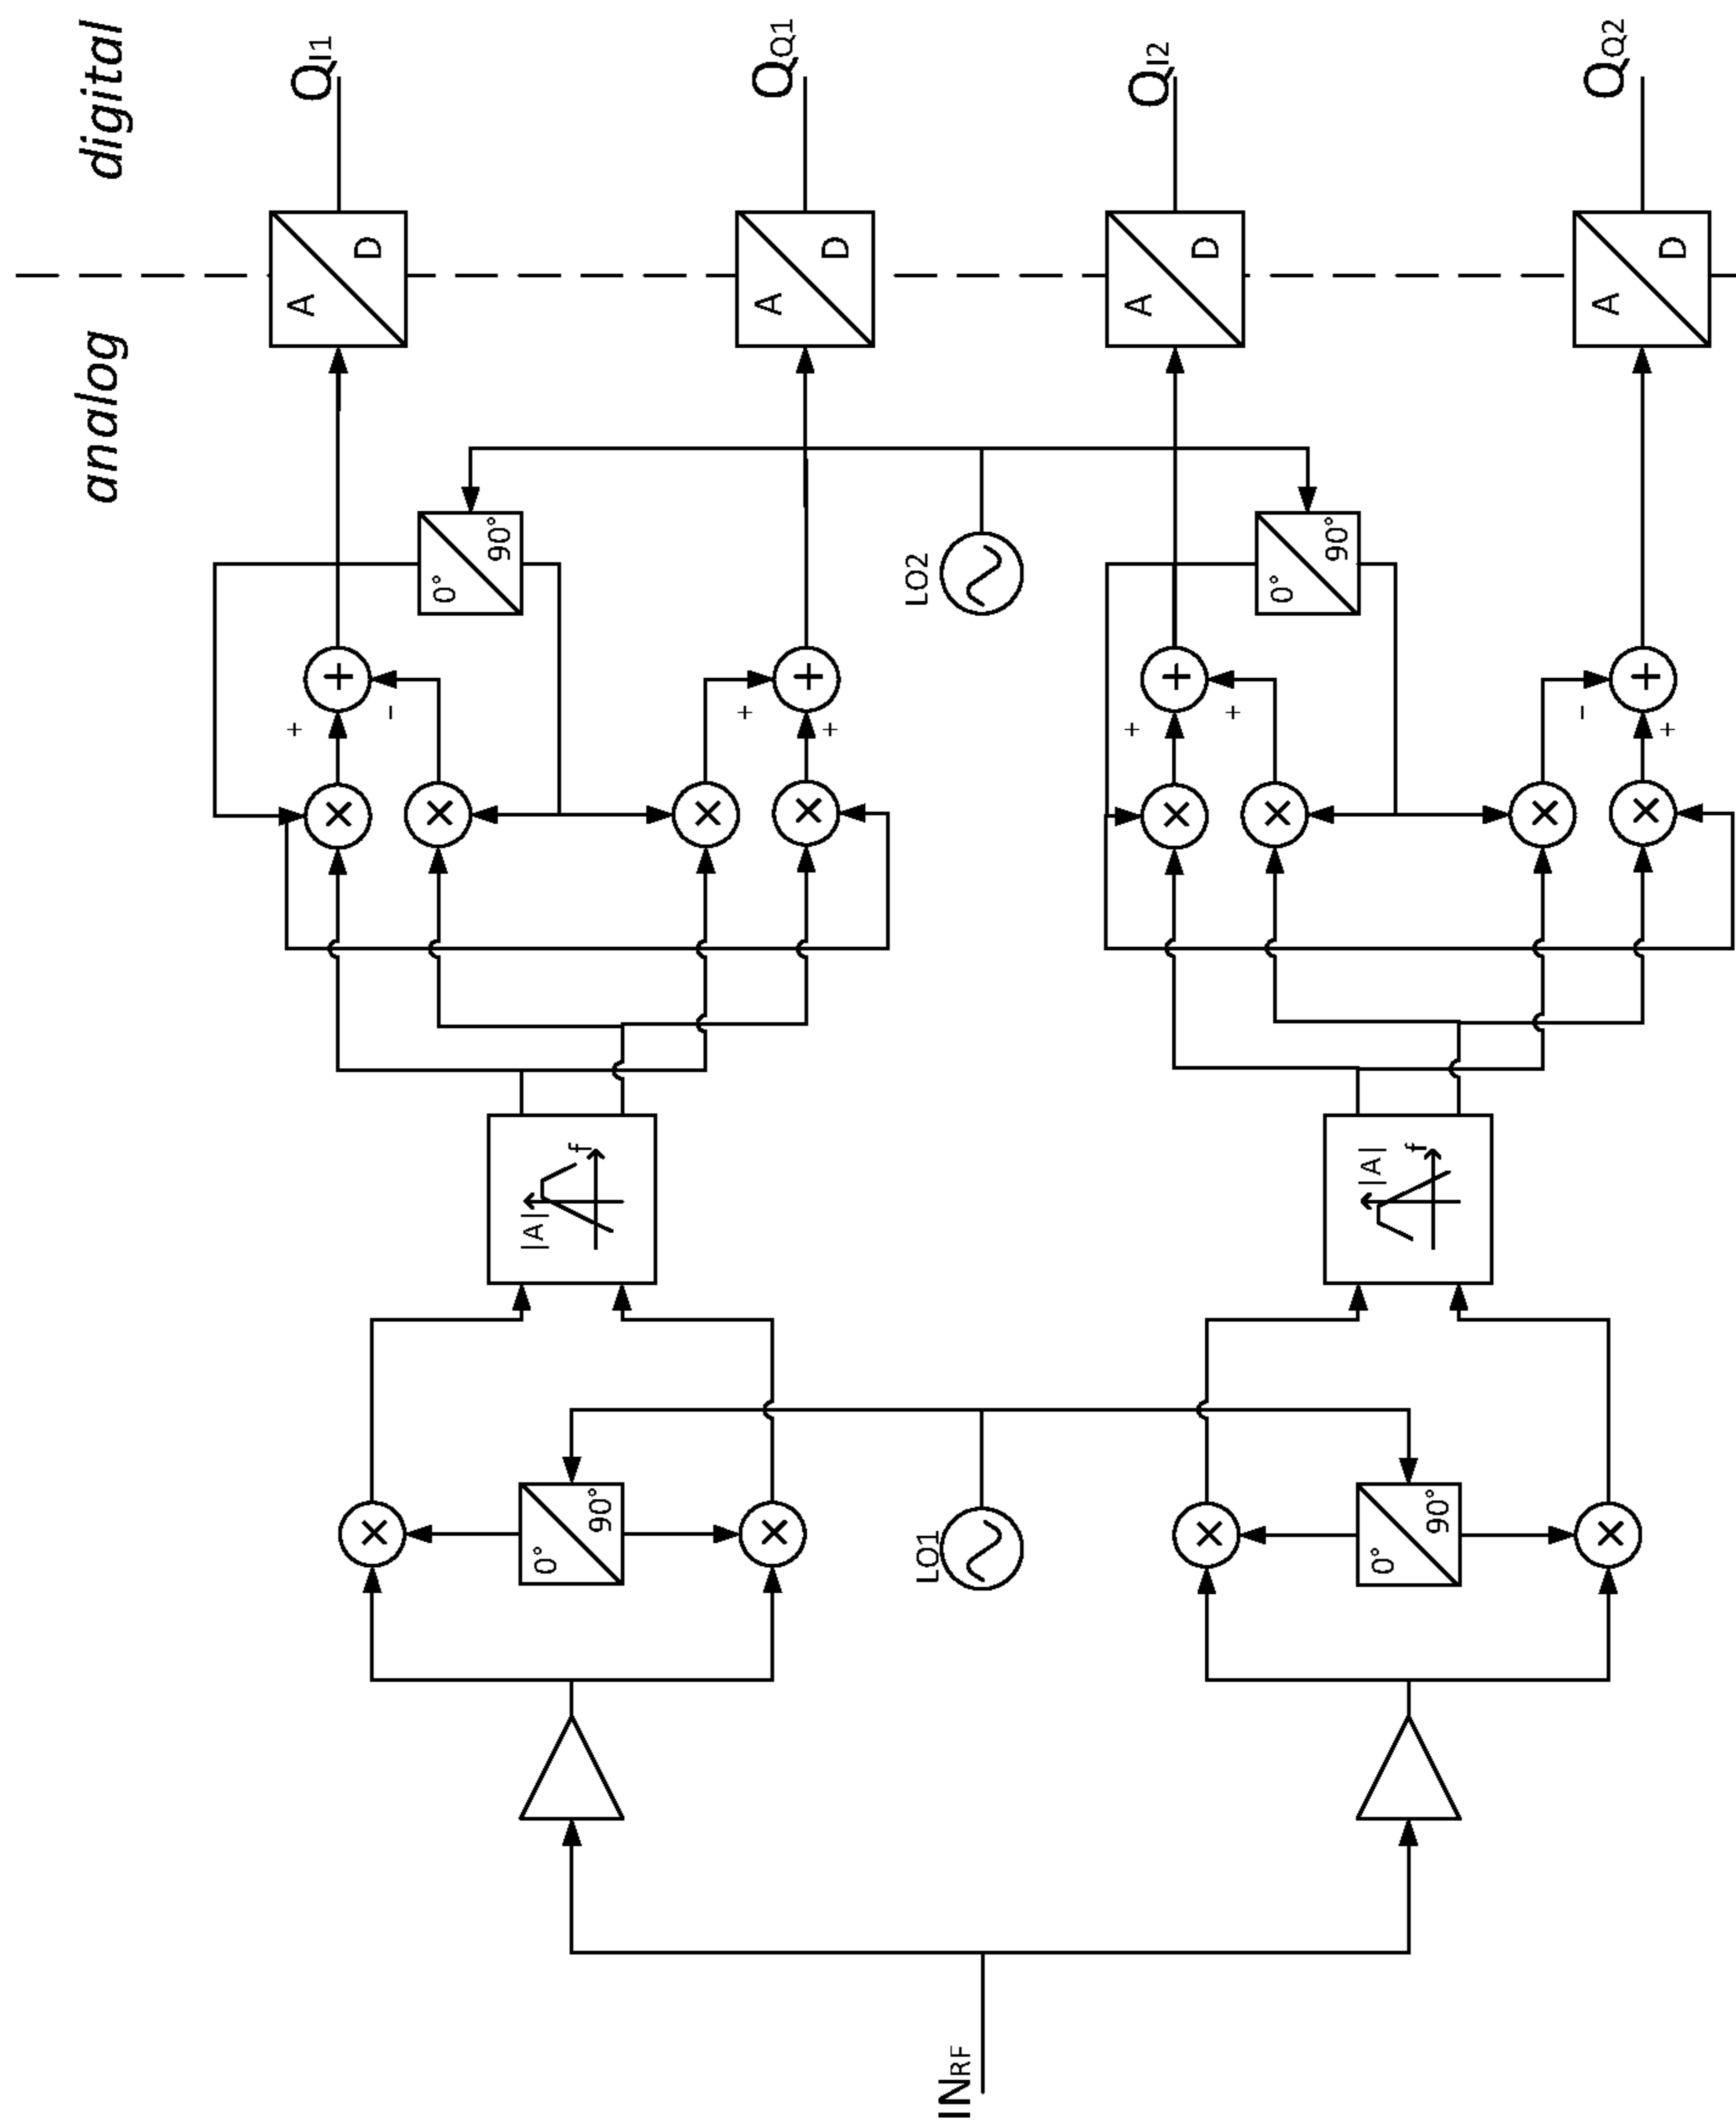 analog
digital
0°
90°
|A|
f
+
-
+
+
+
+
A
D
Q_I1
A
D
Q_Q1
IN_RF
LO1
LO2
0°
90°
0°
90°
|A|
f
+
+
+
-
+
+
0°
90°
A
D
Q_I2
A
D
Q_Q2